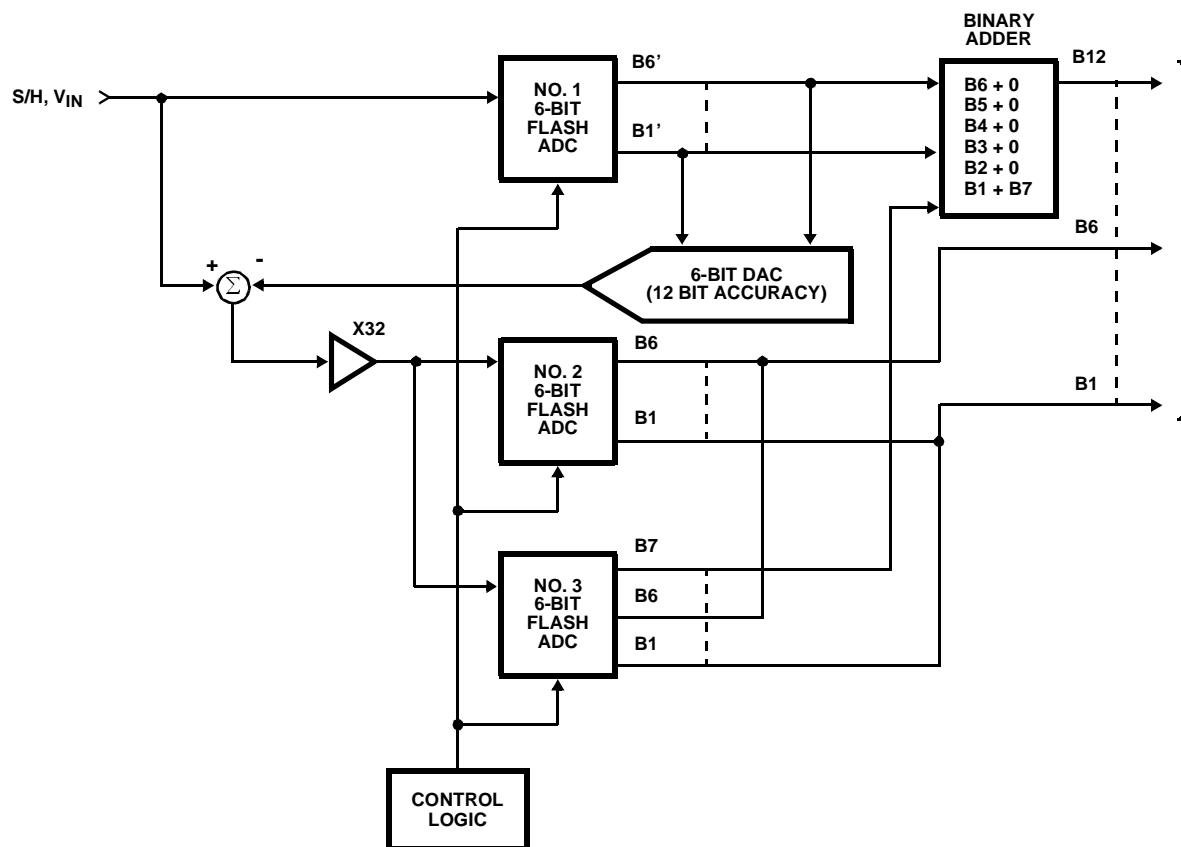 BINARY
ADDER
B6'
B12
S/H, VIN
NO. 1
6-BIT
FLASH
ADC
B1'
B6 + 0
B5 + 0
B4 + 0
B3 + 0
B2 + 0
B1 + B7
B6
+
-
Σ
6-BIT DAC
(12 BIT ACCURACY)
X32
B6
B1
NO. 2
6-BIT
FLASH
ADC
B1
B7
NO. 3
6-BIT
FLASH
ADC
B6
B1
CONTROL
LOGIC